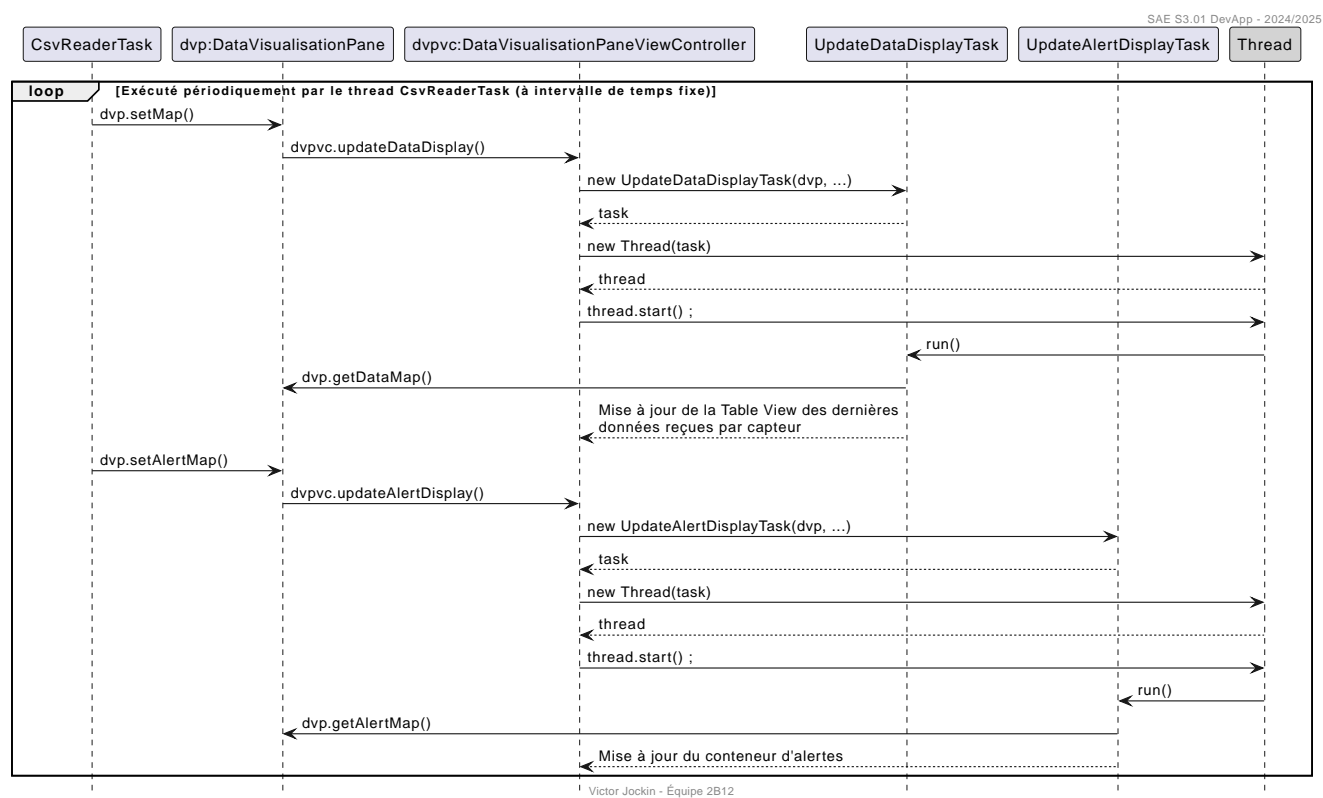 SAE S3.01 DevApp - 2024/2025
CsvReaderTask
dvp:DataVisualisationPane
dvpvc:DataVisualisationPaneViewController
UpdateDataDisplayTask
UpdateAlertDisplayTask
Thread
loop
[Exécuté périodiquement par le thread CsvReaderTask (à intervalle de temps fixe)]
dvp.setMap()
dvpvc.updateDataDisplay()
new UpdateDataDisplayTask(dvp, ...)
task
new Thread(task)
thread
thread.start() ;
run()
dvp.getDataMap()
Mise à jour de la Table View des dernières
données reçues par capteur
dvp.setAlertMap()
dvpvc.updateAlertDisplay()
new UpdateAlertDisplayTask(dvp, ...)
task
new Thread(task)
thread
thread.start() ;
run()
dvp.getAlertMap()
Mise à jour du conteneur d'alertes
Victor Jockin - Équipe 2B12